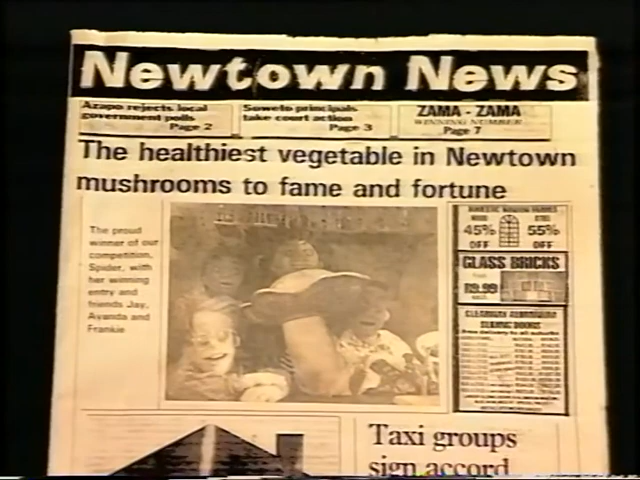 Newtown News
Azapo rejects local
government polls
Page 2
Soweto principals
take court action
Page 3
ZAMA - ZAMA
WINNING NUMBER
Page 7
The healthiest vegetable in Newtown
mushrooms to fame and fortune
The proud
winner of our
competition,
Spider, with
her winning
entry and
friends Jay,
Ayanda and
Frankie
45%
OFF
55%
OFF
GLASS BRICKS
R9.99
SLIDING DOORS
Taxi groups
sign accord